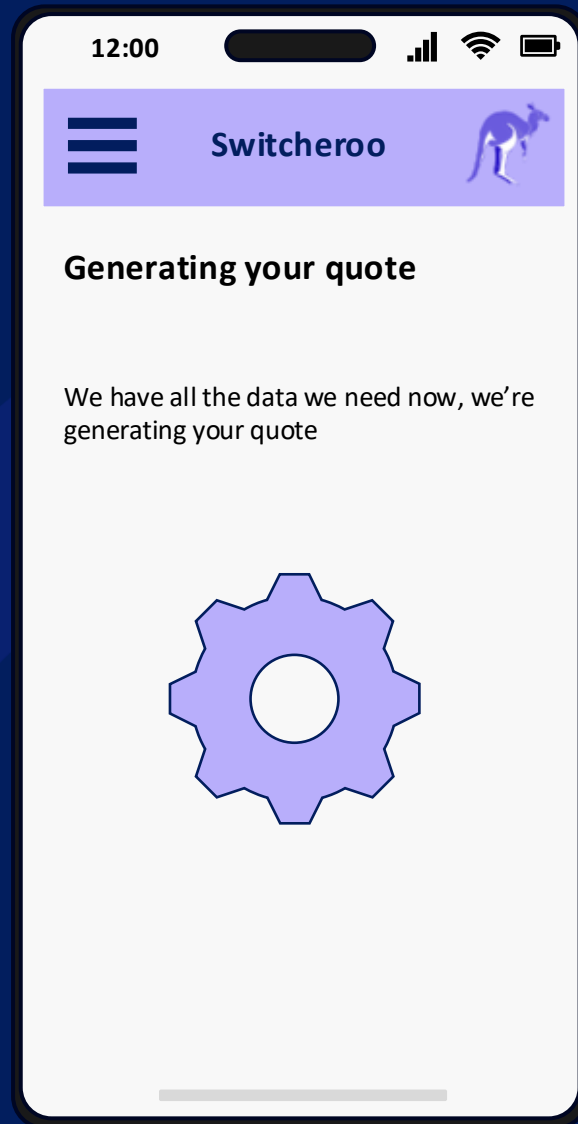 12:00
Switcheroo
Generating your quote
We have all the data we need now, we’re
generating your quote